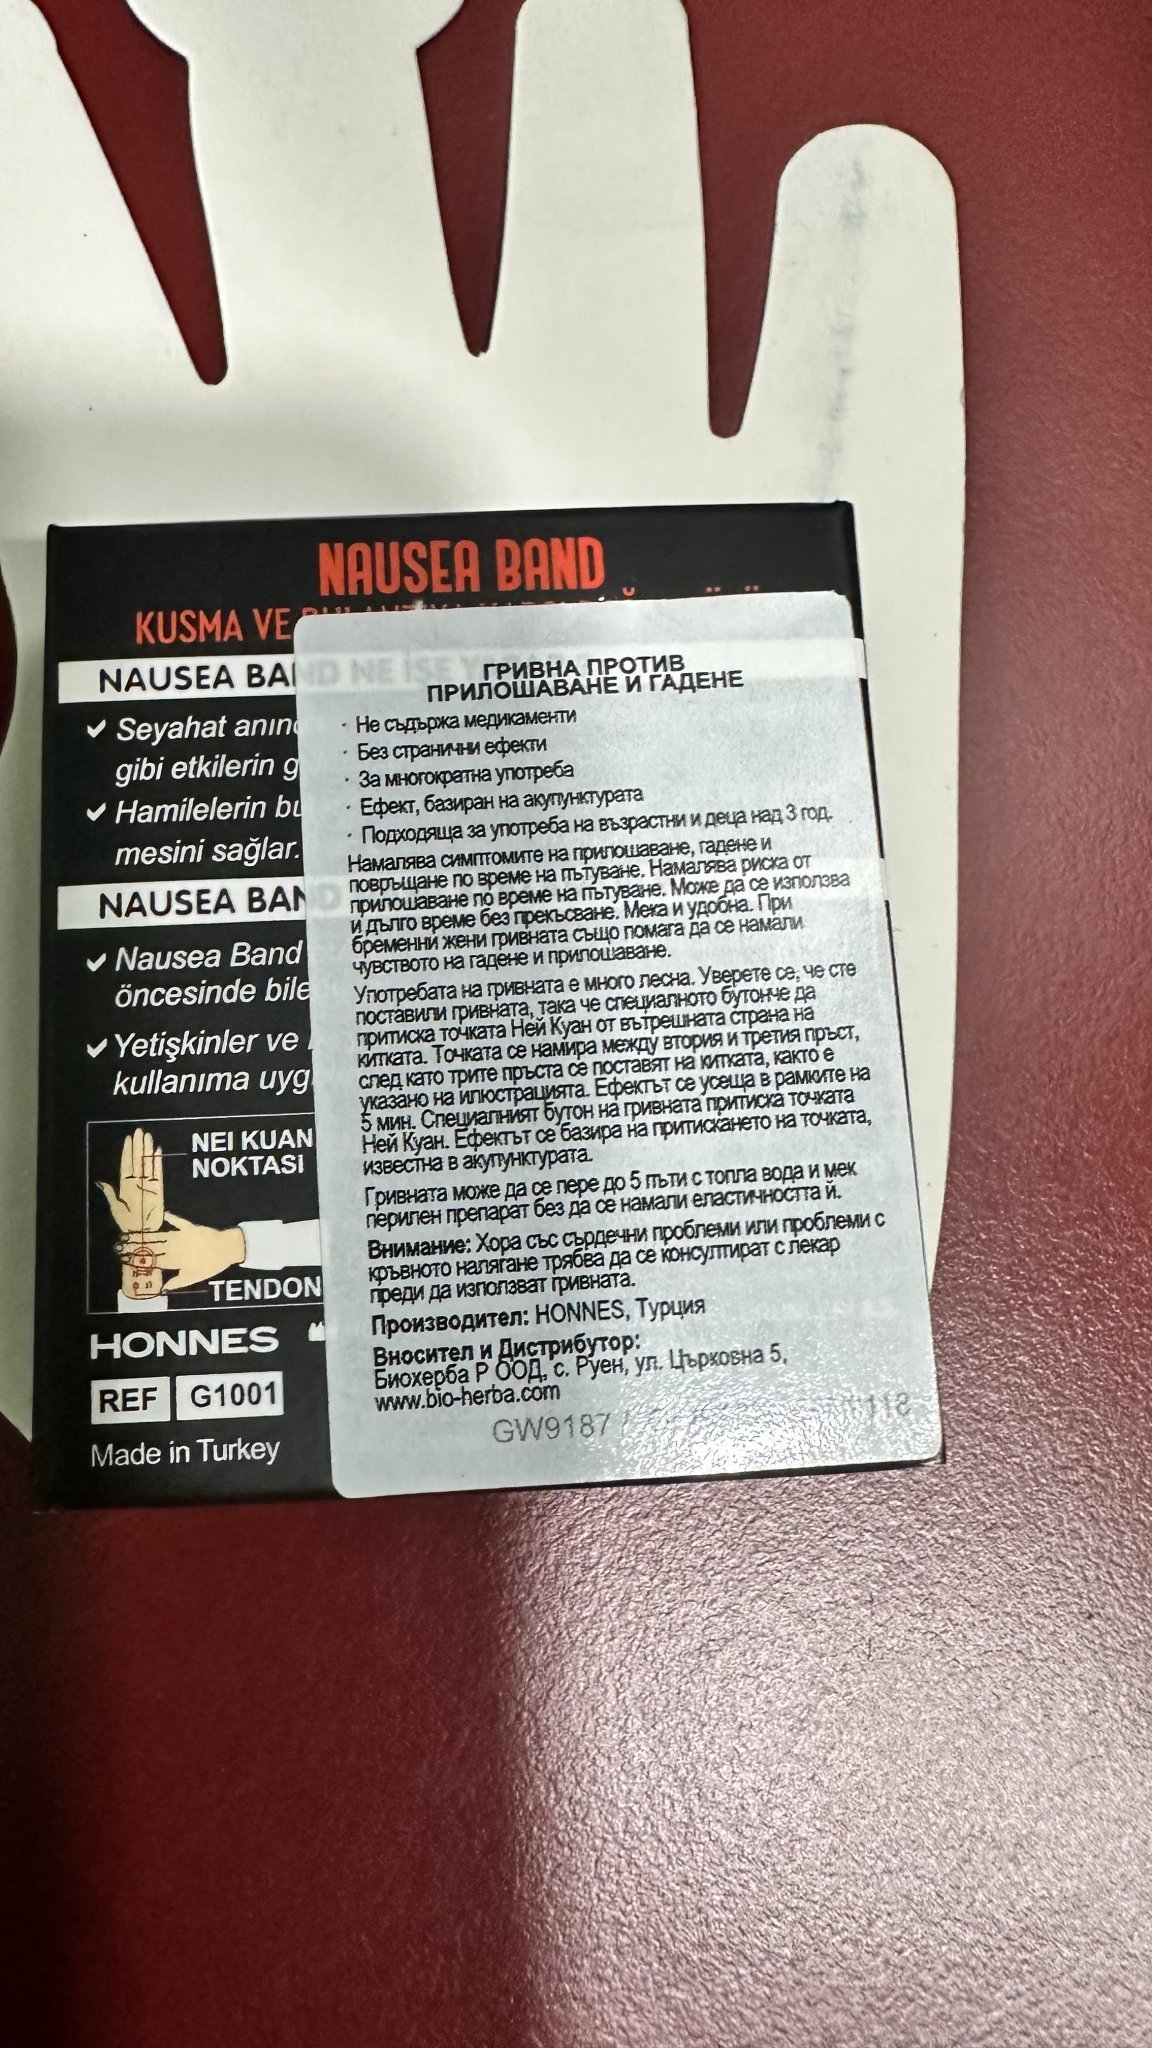 NAUSEA BAND
KUSMA VE
NAUSEA BAND NE İŞE
✓ Seyahat anın
gibi etkilerin g
✓ Hamilelerin bu
mesini sağlar.
NAUSEA BAND
✓ Nausea Band
öncesinde bile
✓ Yetişkinler ve
kullanıma uyg
NEI KUAN
NOKTASI
TENDON
HONNES
REF G1001
Made in Turkey
ГРИВНА ПРОТИВ
ПРИЛОШАВАНЕ И ГАДЕНЕ
· Не съдържа медикаменти
· Без странични ефекти
· За многократна употреба
· Ефект, базиран на акупунктурата
· Подходяща за употреба на възрастни и деца над 3 год.
Намалява симптомите на прилошаване, гадене и
повръщане по време на пътуване. Намалява риска от
прилошаване по време на пътуване. Може да се използва
и дълго време без прекъсване. Мека и удобна. При
бременни жени гривната също помага да се намали
чувството на гадене и прилошаване.
Употребата на гривната е много лесна. Уверете се, че сте
поставили гривната, така че специалното бутонче да
притиска точката Ней Куан от вътрешната страна на
китката. Точката се намира между втория и третия пръст,
след като трите пръста се поставят на китката, както е
указано на илюстрацията. Ефектът се усеща в рамките на
5 мин. Специалният бутон на гривната притиска точката
Ней Куан. Ефектът се базира на притискането на точката,
известна в акупунктурата.
Гривната може да се пере до 5 пъти с топла вода и мек
перилен препарат без да се намали еластичността й.
Внимание: Хора със сърдечни проблеми или проблеми с
кръвното налягане трябва да се консултират с лекар
преди да използват гривната.
Производител: HONNES, Турция
Вносител и Дистрибутор:
Биохерба Р ООД, с. Руен, ул. Църковна 5,
www.bio-herba.com
GW9187